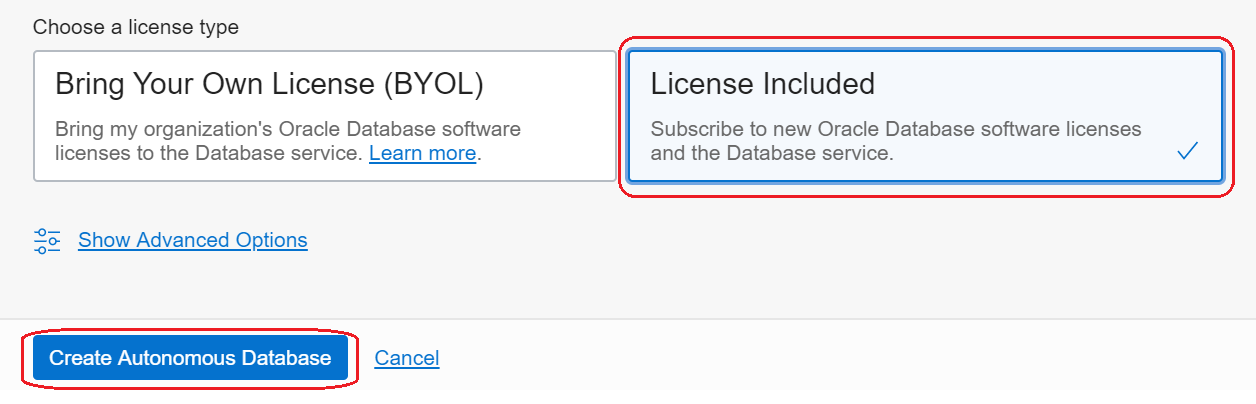 Choose a license type
Bring Your Own License (BYOL)
Bring my organization's Oracle Database software
licenses to the Database service. Learn more.
License Included
Subscribe to new Oracle Database software licenses
and the Database service.
Show Advanced Options
Create Autonomous Database
Cancel